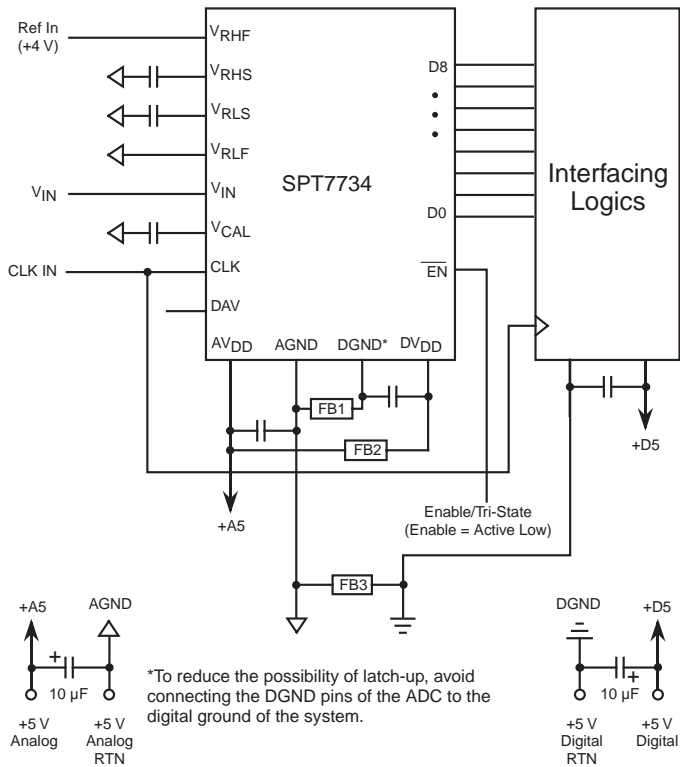 Ref In
(+4 V)
VRHF
VRHS
VRLS
VRLF
VIN
VIN
VCAL
CLK IN
CLK
DAV
AVDD
AGND
DGND*
DVDD
SPT7734
D8
D0
EN
Interfacing
Logics
FB1
FB2
+A5
+D5
Enable/Tri-State
(Enable = Active Low)
FB3
+A5
AGND
+
10 µF
+5 V
Analog
+5 V
Analog
RTN
*To reduce the possibility of latch-up, avoid
connecting the DGND pins of the ADC to the
digital ground of the system.
DGND
+D5
10 µF
+
+5 V
Digital
RTN
+5 V
Digital